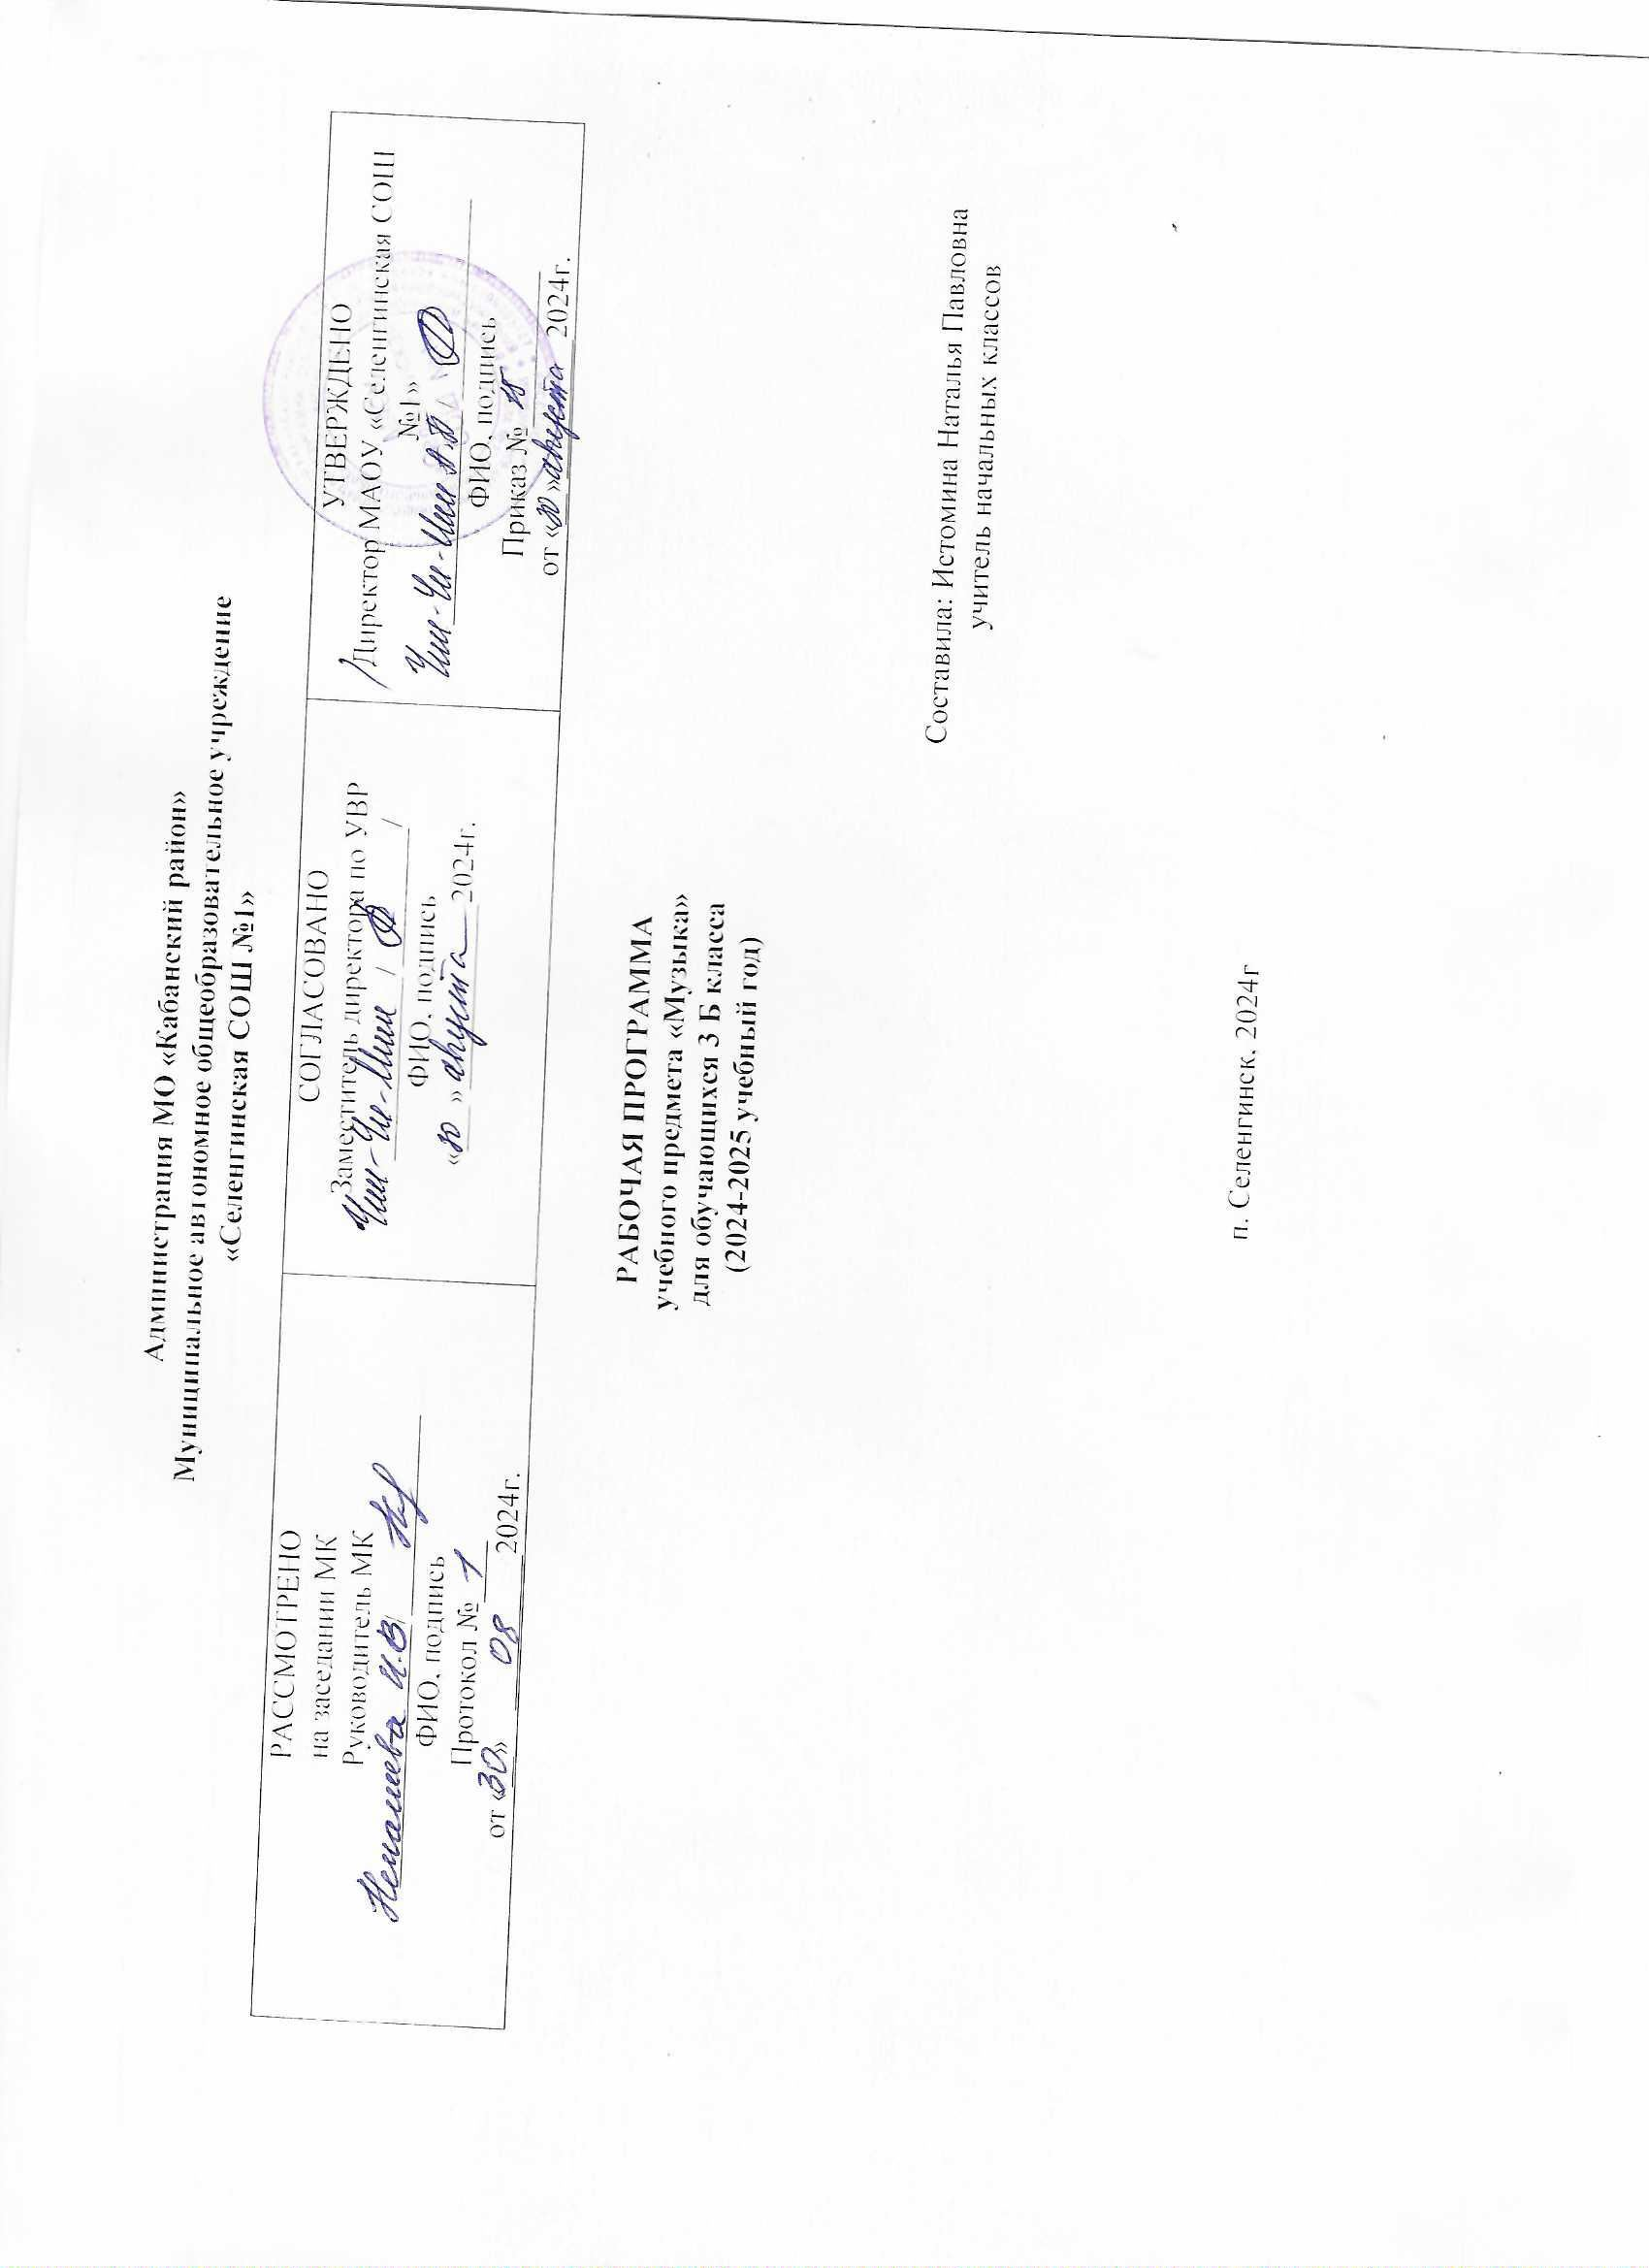 Администрация МО «Кабанский район»
Муниципальное автономное общеобразовательное учреждение
«Селенгинская СОШ №1»
РАССМОТРЕНО
на заседании МК
Руководитель МК
И.В
ФИО, подпись
Протокол № 1
от «30» 08 2024г.
СОГЛАСОВАНО
Заместитель директора по УВР
/ /
ФИО, подпись
«30» августа 2024г.
УТВЕРЖДЕНО
/Директор МАОУ «Селенгинская СОШ
№1»
/
ФИО, подпись
Приказ №
от «30» августа 2024г.
РАБОЧАЯ ПРОГРАММА
учебного предмета «Музыка»
для обучающихся 3 Б класса
(2024-2025 учебный год)
Составила: Истомина Наталья Павловна
учитель начальных классов
п. Селенгинск, 2024г